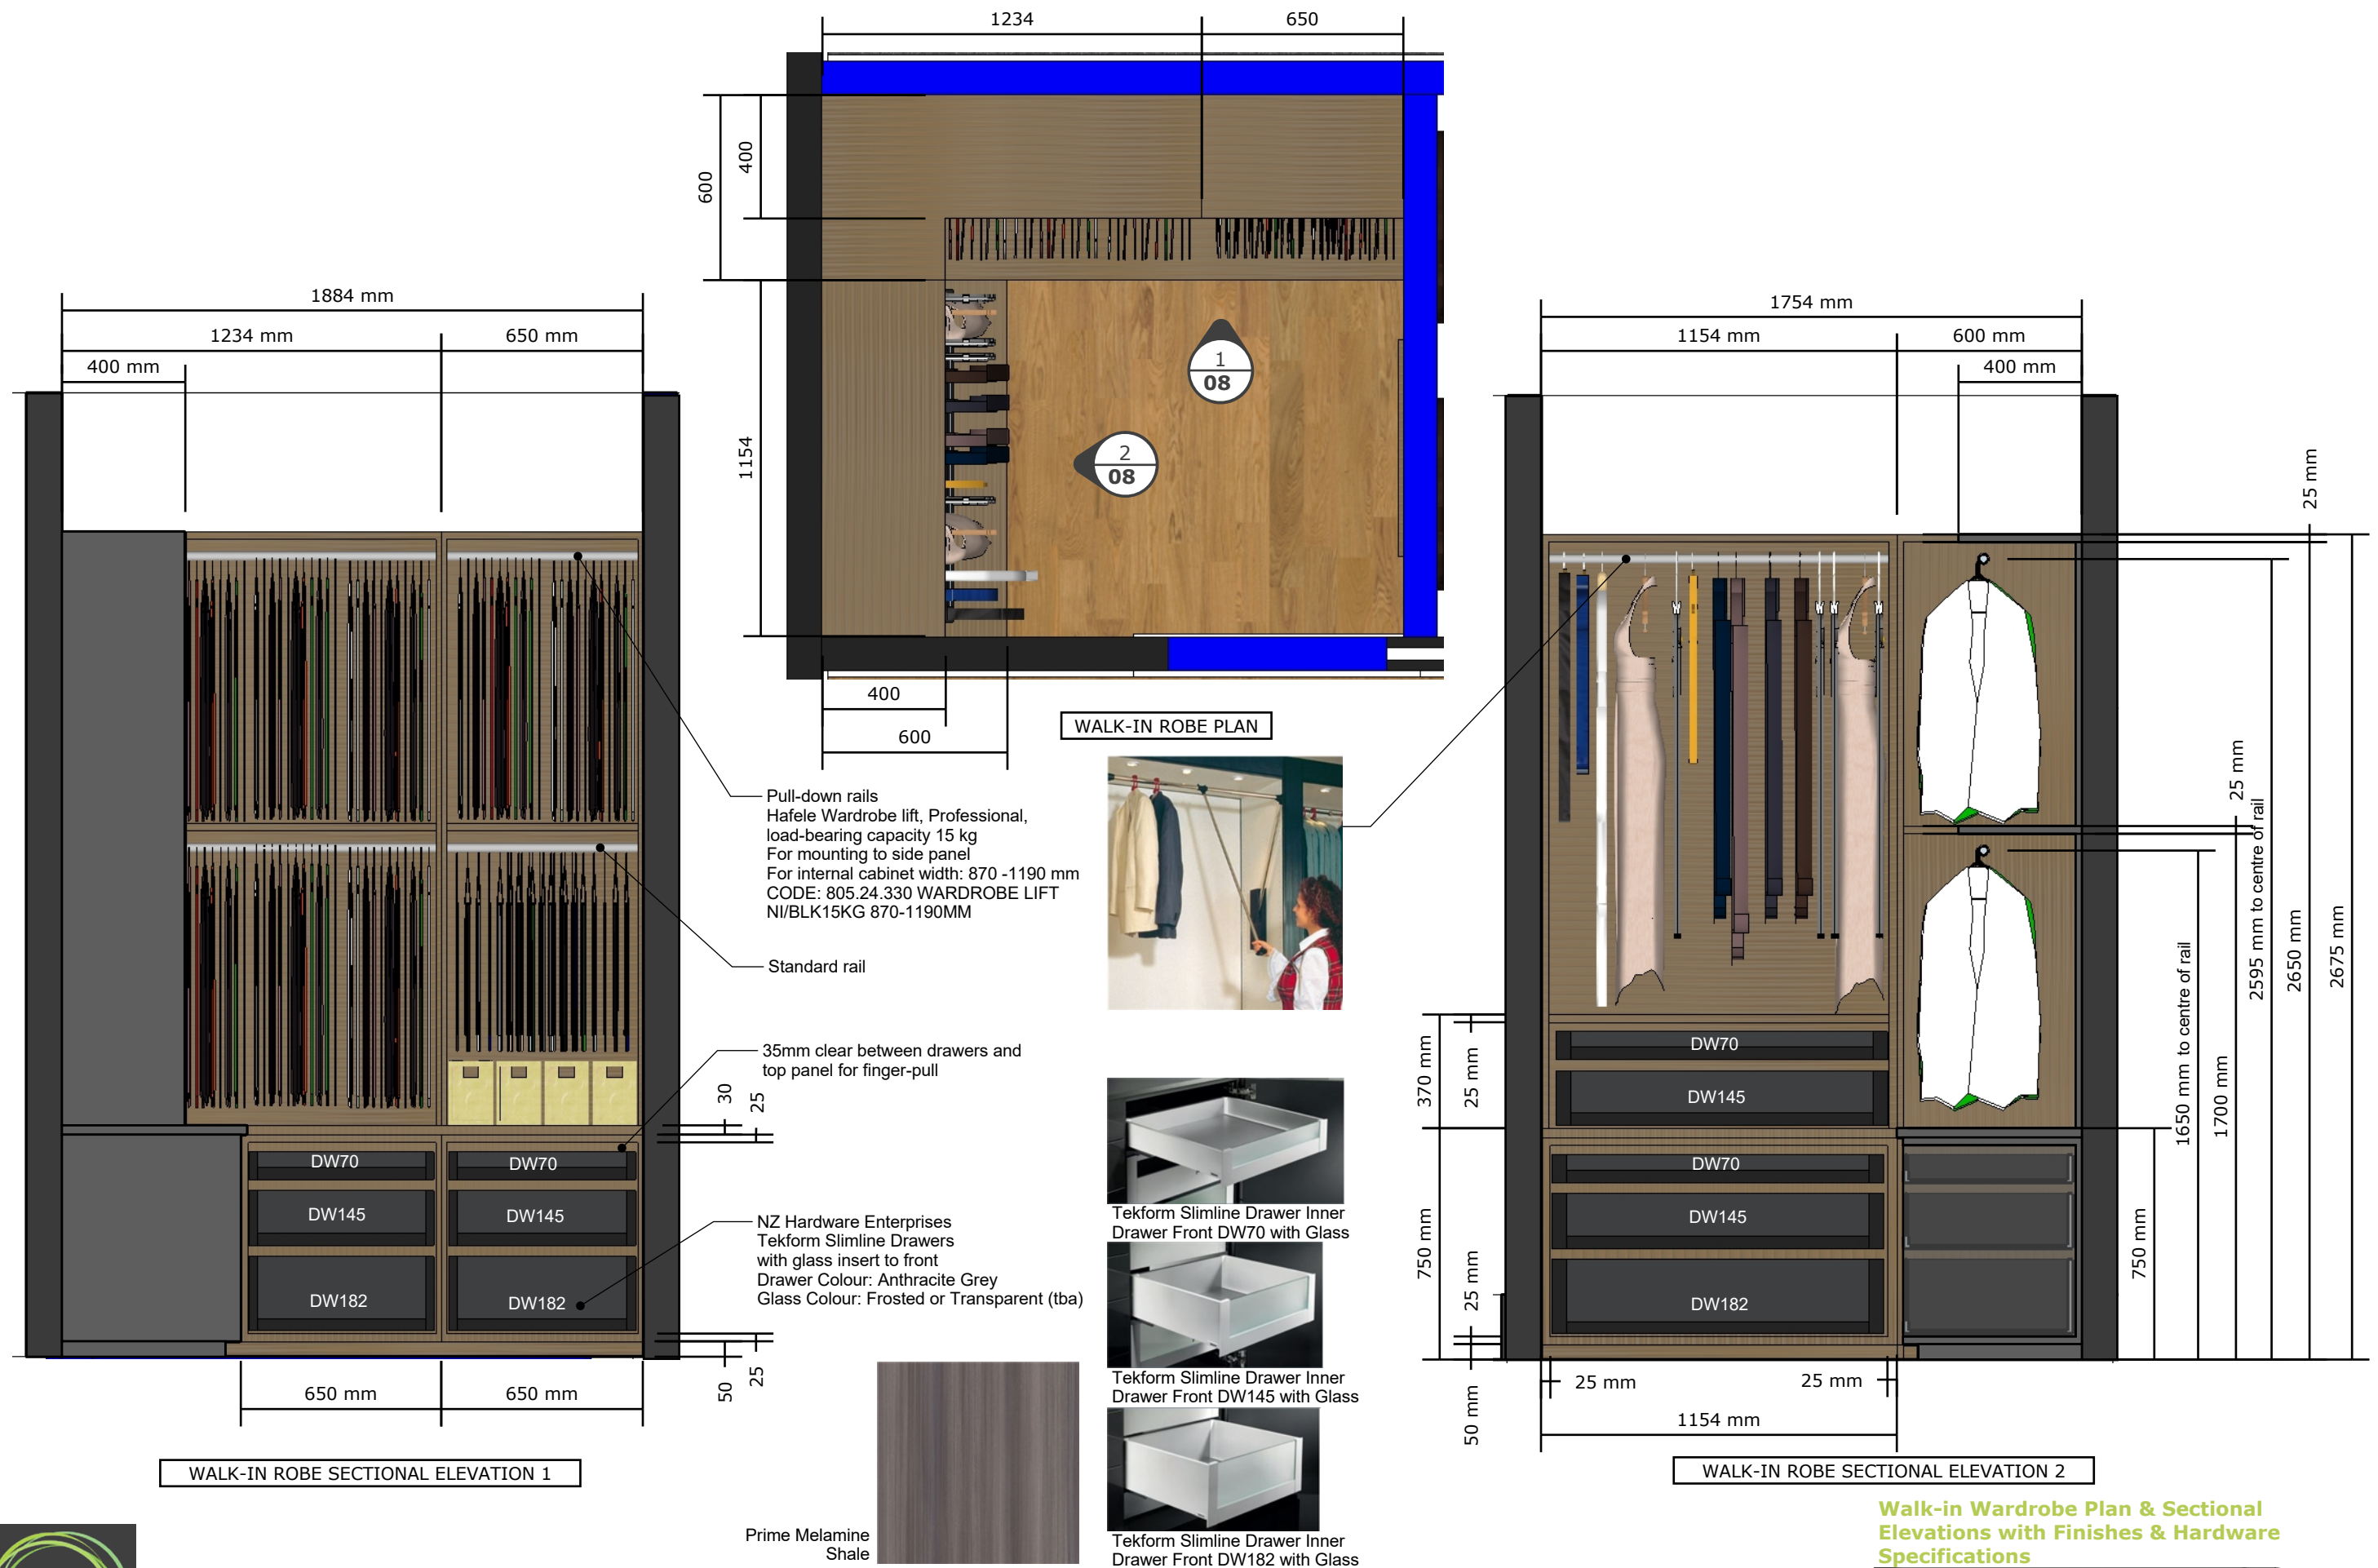 1234
650
600
400
1154
400
600
1
08
2
08
WALK-IN ROBE PLAN
1884 mm
1234 mm
650 mm
400 mm
DW70
DW70
DW145
DW145
DW182
DW182
30
25
50
25
650 mm
650 mm
WALK-IN ROBE SECTIONAL ELEVATION 1
Pull-down rails
Hafele Wardrobe lift, Professional,
load-bearing capacity 15 kg
For mounting to side panel
For internal cabinet width: 870 -1190 mm
CODE: 805.24.330 WARDROBE LIFT
NI/BLK15KG 870-1190MM
Standard rail
35mm clear between drawers and
top panel for finger-pull
NZ Hardware Enterprises
Tekform Slimline Drawers
with glass insert to front
Drawer Colour: Anthracite Grey
Glass Colour: Frosted or Transparent (tba)
Prime Melamine
Shale
Tekform Slimline Drawer Inner
Drawer Front DW70 with Glass
Tekform Slimline Drawer Inner
Drawer Front DW145 with Glass
Tekform Slimline Drawer Inner
Drawer Front DW182 with Glass
1754 mm
1154 mm
600 mm
400 mm
25 mm
25 mm
1650 mm to centre of rail
1700 mm
2595 mm to centre of rail
2650 mm
2675 mm
750 mm
370 mm
25 mm
750 mm
25 mm
50 mm
DW70
DW145
DW70
DW145
DW182
25 mm
25 mm
1154 mm
WALK-IN ROBE SECTIONAL ELEVATION 2
Walk-in Wardrobe Plan & Sectional
Elevations with Finishes & Hardware
Specifications